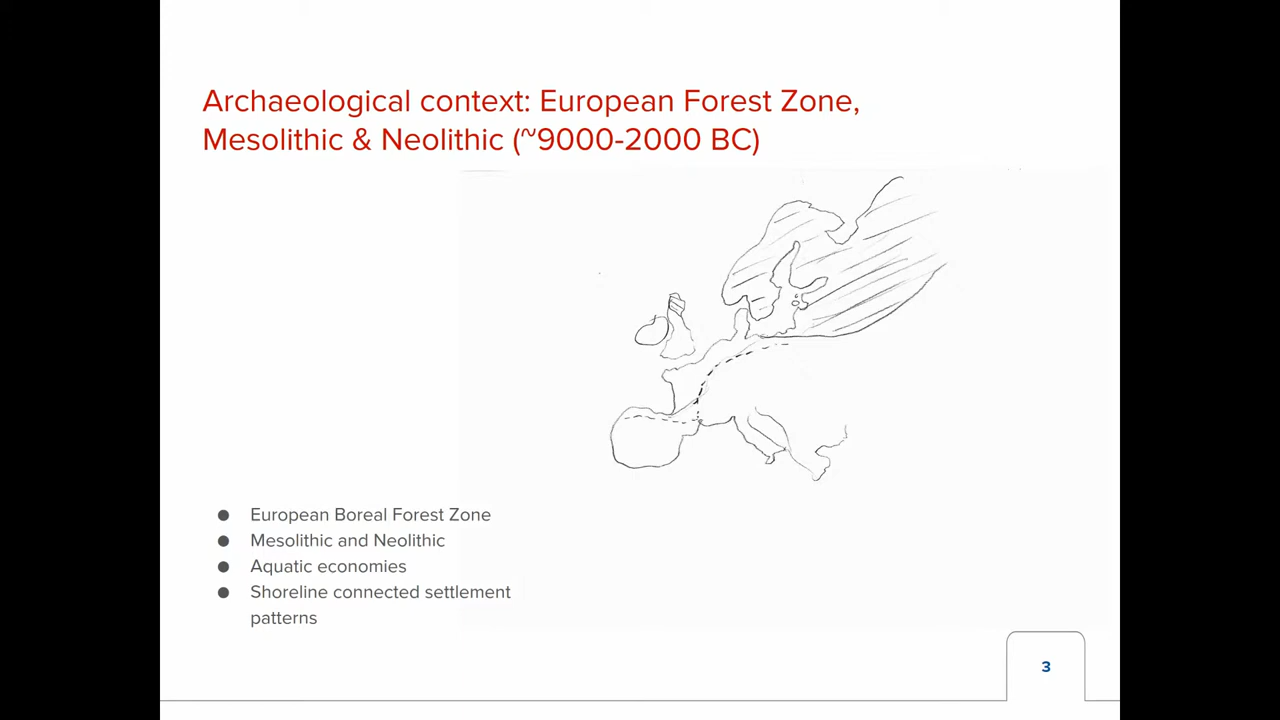 Archaeological context: European Forest Zone,
Mesolithic & Neolithic (~9000-2000 BC)
● European Boreal Forest Zone
● Mesolithic and Neolithic
● Aquatic economies
● Shoreline connected settlement
patterns
3